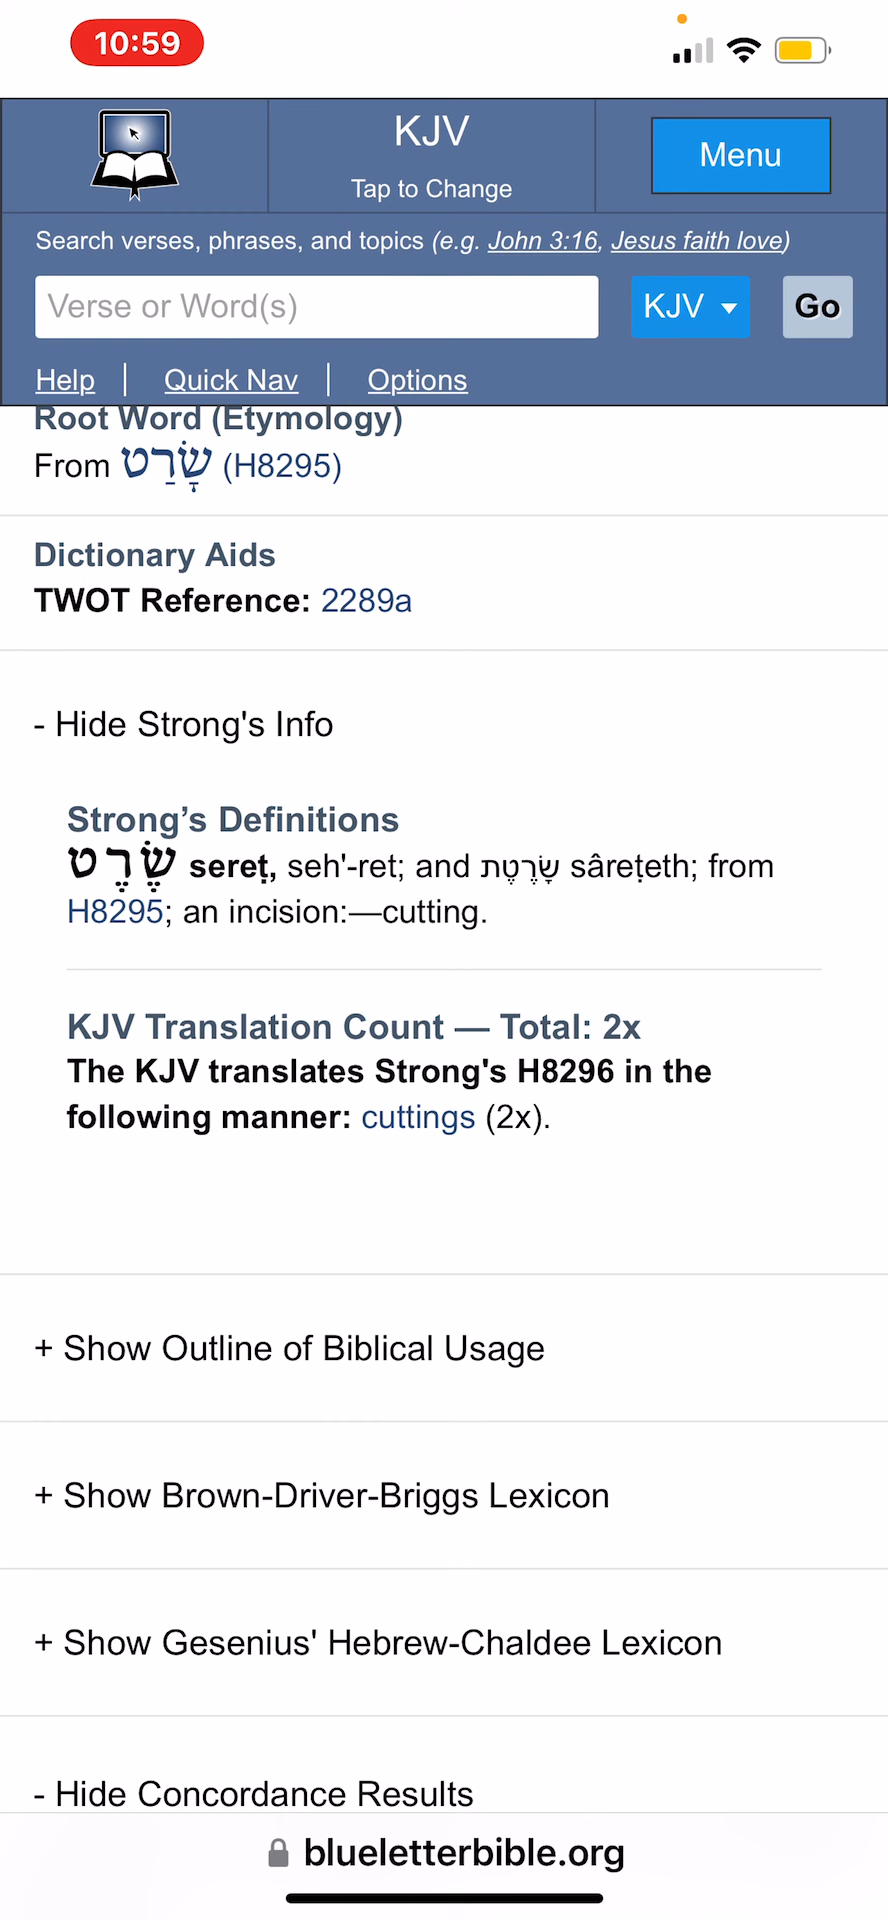 10:59
KJV
Tap to Change
Menu
Search verses, phrases, and topics (e.g. John 3:16, Jesus faith love)
Verse or Word(s)
KJV
Go
Help | Quick Nav | Options
Root Word (Etymology)
From שָׂרַט (H8295)
Dictionary Aids
TWOT Reference: 2289a
- Hide Strong's Info
Strong’s Definitions
שֶׂרֶט sereṭ, seh'-ret; and שָׂרֶטֶת sâreṭeth; from
H8295; an incision:—cutting.
KJV Translation Count — Total: 2x
The KJV translates Strong's H8296 in the
following manner: cuttings (2x).
+ Show Outline of Biblical Usage
+ Show Brown-Driver-Briggs Lexicon
+ Show Gesenius' Hebrew-Chaldee Lexicon
- Hide Concordance Results
blueletterbible.org